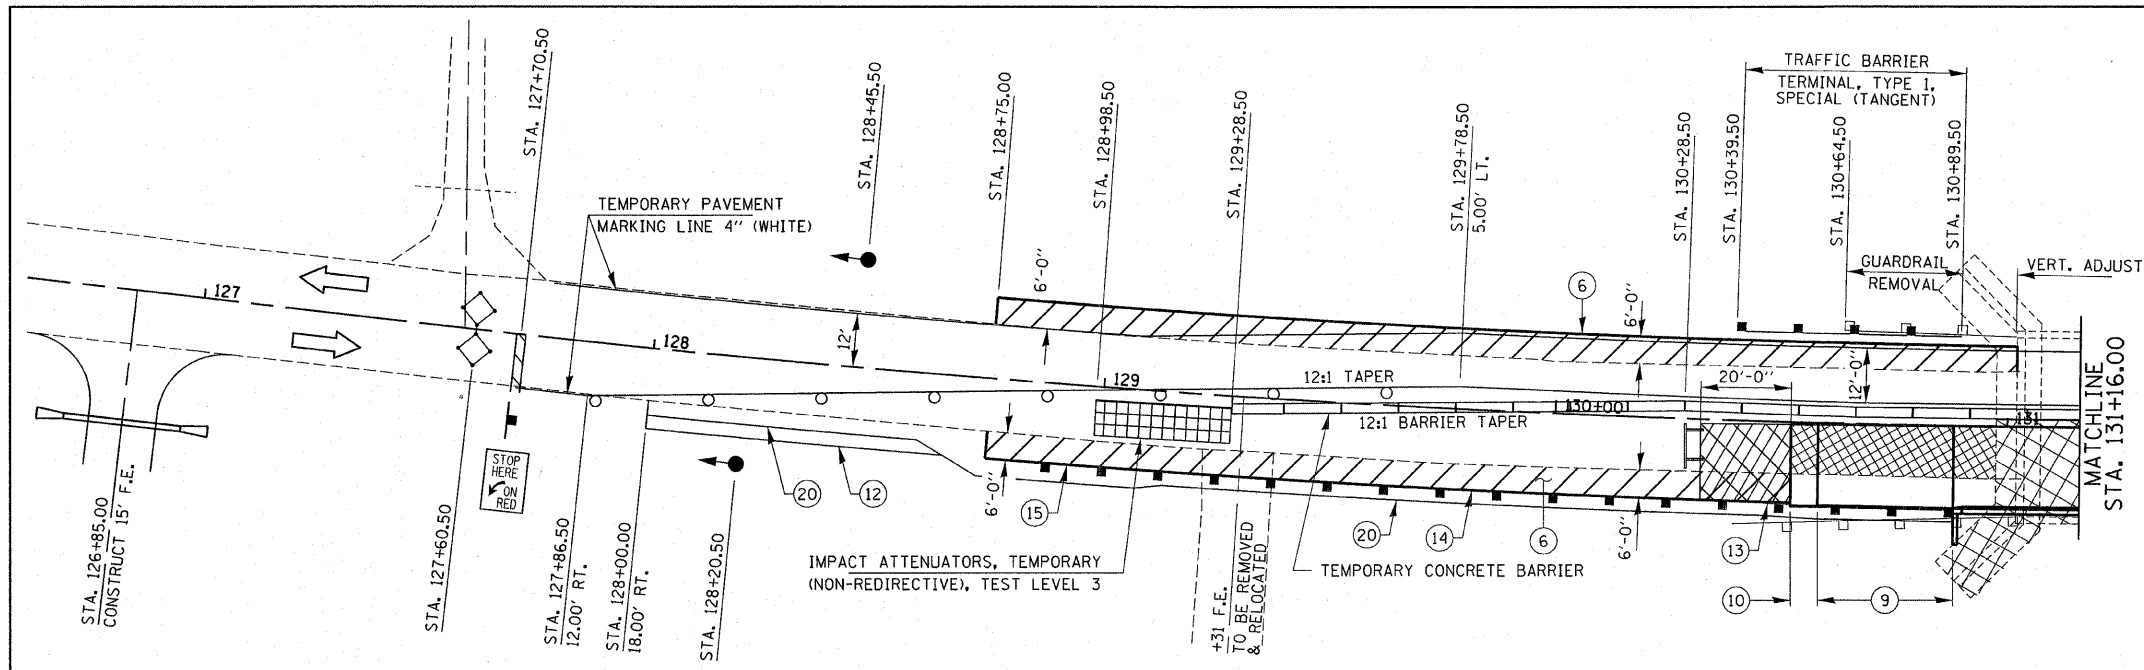 STA. 127+70.50
STA. 128+45.50
STA. 128+75.00
STA. 128+98.50
STA. 129+28.50
STA. 129+78.50
5.00' LT.
STA. 130+28.50
STA. 130+39.50
STA. 130+64.50
STA. 130+89.50
TRAFFIC BARRIER
TERMINAL, TYPE 1,
SPECIAL (TANGENT)
TEMPORARY PAVEMENT
MARKING LINE 4" (WHITE)
GUARDRAIL
REMOVAL
VERT. ADJUST
6'-0"
6
6'-0"
127
128
12'
129
12:1 TAPER
20'-0"
12'-0"
130+00
12:1 BARRIER TAPER
131
MATCHLINE
STA. 131+16.00
STOP
HERE
ON
RED
20
12
6'-0"
15
20
14
6
6'-0"
13
IMPACT ATTENUATORS, TEMPORARY
(NON-REDIRECTIVE), TEST LEVEL 3
TEMPORARY CONCRETE BARRIER
10
9
STA. 126+85.00
CONSTRUCT 15' F.E.
STA. 127+60.50
STA. 127+86.50
12.00' RT.
STA. 128+00.00
18.00' RT.
STA. 128+20.50
+31 F.E.
TO BE REMOVED
& RELOCATED